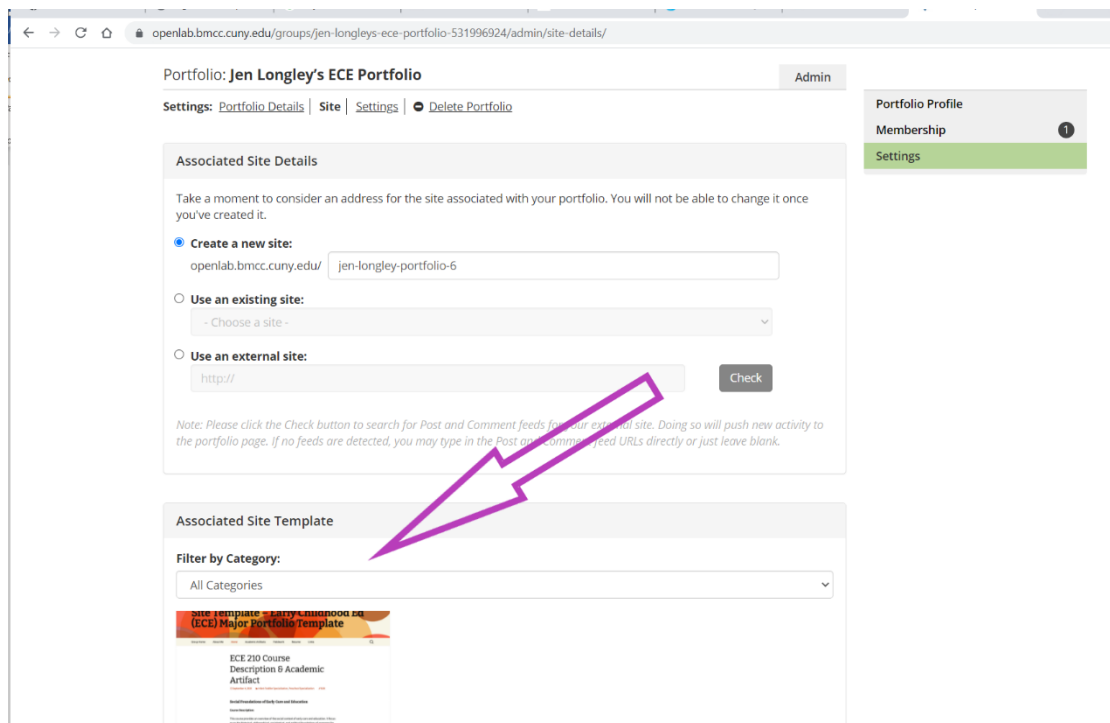 openlab.bmcc.cuny.edu/groups/jen-longleys-ece-portfolio-531996924/admin/site-details/
Portfolio: Jen Longley's ECE Portfolio
Admin
Settings: Portfolio Details | Site | Settings | Delete Portfolio
Portfolio Profile
Membership 1
Settings
Associated Site Details
Take a moment to consider an address for the site associated with your portfolio. You will not be able to change it once
you've created it.
Create a new site:
openlab.bmcc.cuny.edu/ jen-longley-portfolio-6
Use an existing site:
- Choose a site -
Use an external site:
http://
Check
Note: Please click the Check button to search for Post and Comment feeds for your external site. Doing so will push new activity to
the portfolio page. If no feeds are detected, you may type in the Post and Comment feed URLs directly or just leave blank.
Associated Site Template
Filter by Category:
All Categories
Site Template – Early Childhood Ed
(ECE) Major Portfolio Template
ECE 210 Course
Description & Academic
Artifact
Social Foundations of Early Care and Education
Course Description